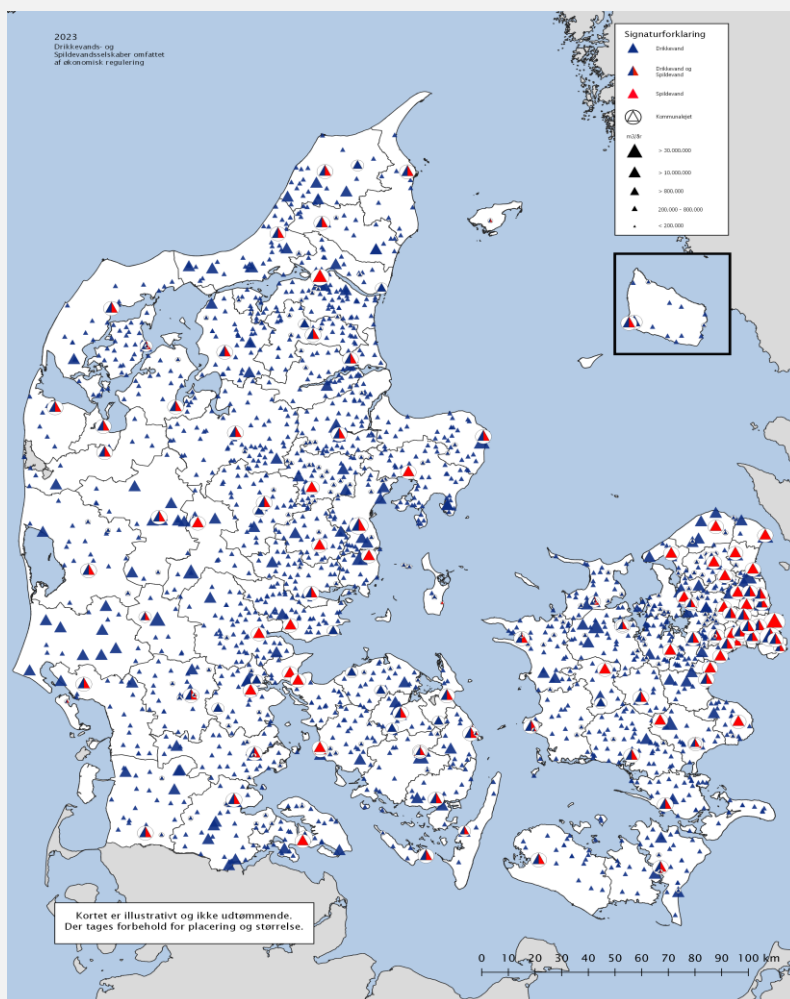 2023
Drikkevands- og
Spildevandsselskaber omfattet
af økonomisk regulering
Signaturforklaring
Drikkevand
Drikkevand og
Spildevand
Spildevand
Kommunalejet
m3/år
> 30.000.000
> 10.000.000
> 800.000
200.000 - 800.000
< 200.000
Kortet er illustrativt og ikke udtømmende.
Der tages forbehold for placering og størrelse.
0 10 20 30 40 50 60 70 80 90 100 km